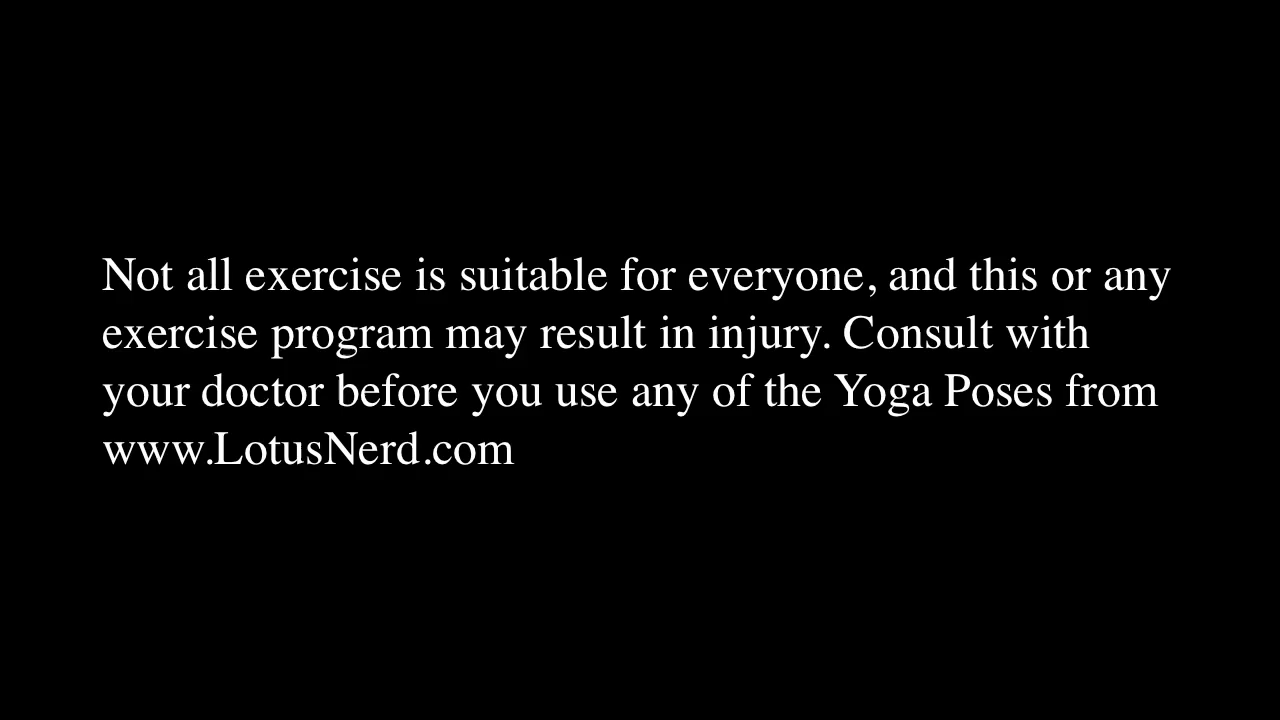 Not all exercise is suitable for everyone, and this or any
exercise program may result in injury. Consult with
your doctor before you use any of the Yoga Poses from
www.LotusNerd.com